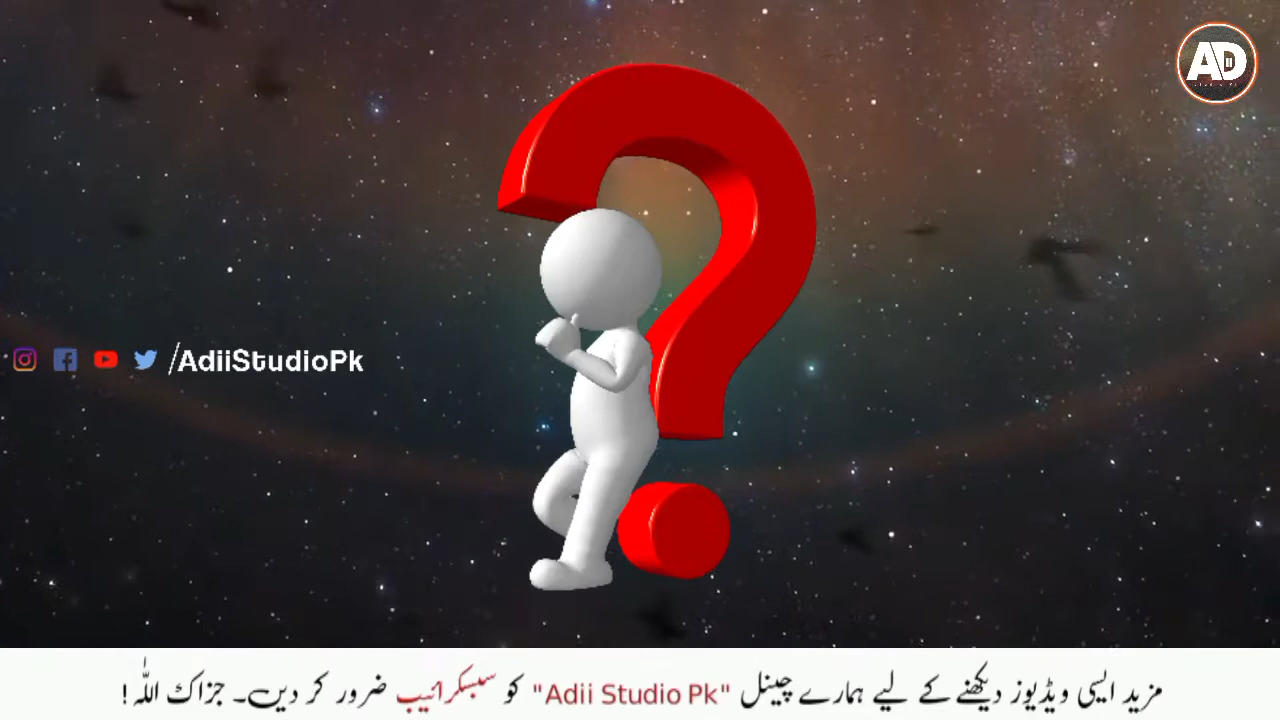 AD
/AdiiStudioPk
مزید ایسی ویڈیوز دیکھنے کے لیے ہمارے چینل "Adii Studio Pk" کو سبسکرائیب ضرور کر دیں۔ جزاک اللہ!